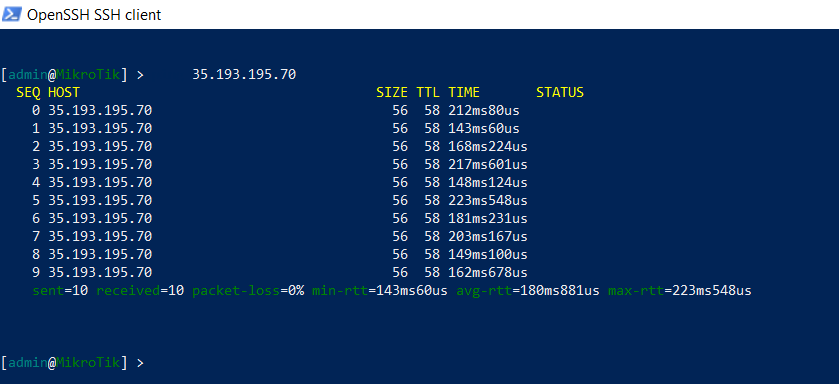 OpenSSH SSH client
[admin@MikroTik] > 35.193.195.70
SEQ HOST SIZE TTL TIME STATUS
0 35.193.195.70 56 58 212ms80us
1 35.193.195.70 56 58 143ms60us
2 35.193.195.70 56 58 168ms224us
3 35.193.195.70 56 58 217ms601us
4 35.193.195.70 56 58 148ms124us
5 35.193.195.70 56 58 223ms548us
6 35.193.195.70 56 58 181ms231us
7 35.193.195.70 56 58 203ms167us
8 35.193.195.70 56 58 149ms100us
9 35.193.195.70 56 58 162ms678us
sent=10 received=10 packet-loss=0% min-rtt=143ms60us avg-rtt=180ms881us max-rtt=223ms548us
[admin@MikroTik] >